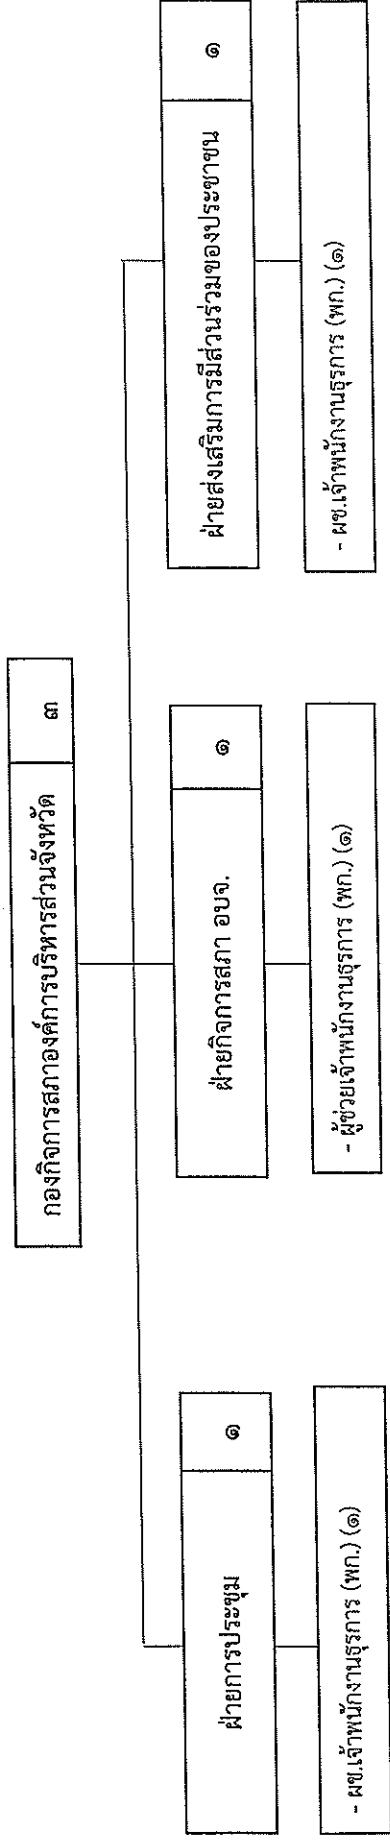 กองกิจการสภาองค์การบริหารส่วนจังหวัด ๓
ฝ่ายการประชุม ๑
- ผช.เจ้าพนักงานธุรการ (พก.) (๑)
ฝ่ายกิจการสภา อบจ. ๑
- ผู้ช่วยเจ้าพนักงานธุรการ (พก.) (๑)
ฝ่ายส่งเสริมการมีส่วนร่วมของประชาชน ๑
- ผช.เจ้าพนักงานธุรการ (พก.) (๑)